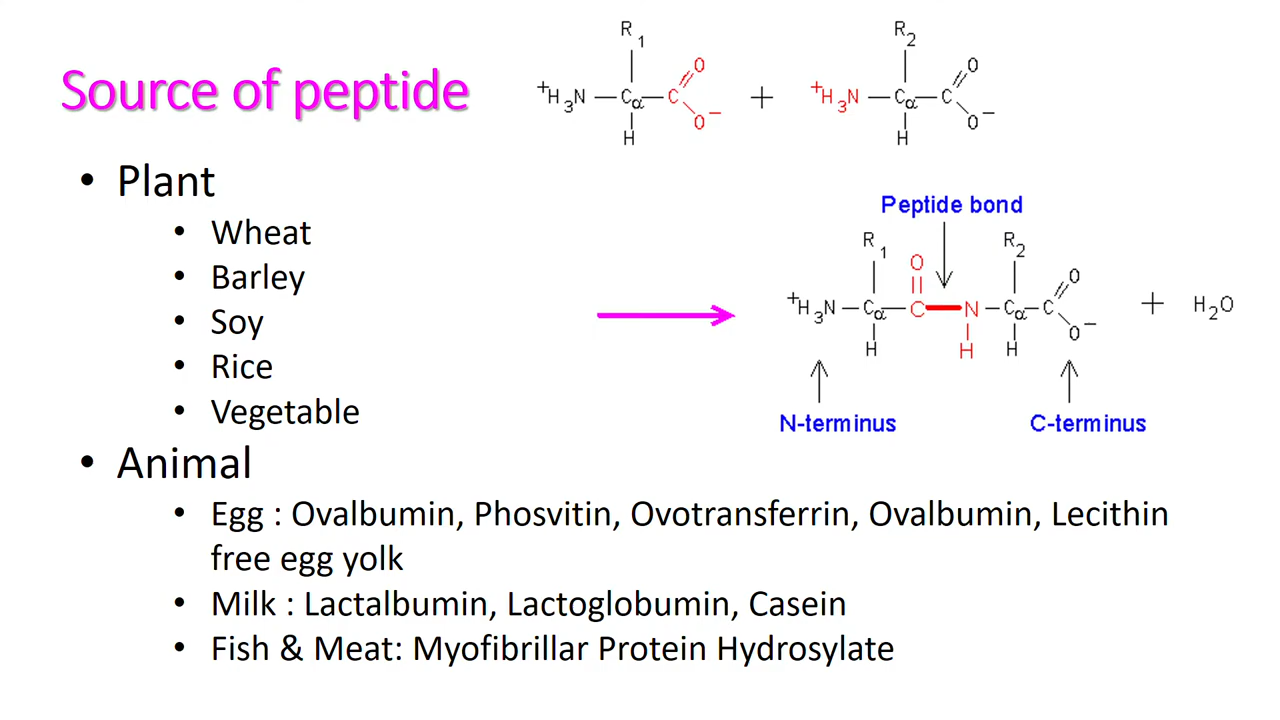 Source of peptide
R1 R2
+H3N – Cα – C O O– + +H3N – Cα – C O O–
H H
• Plant
• Wheat
• Barley
• Soy
• Rice
• Vegetable
Peptide bond
R1 O R2 O
+H3N – Cα – C – N – Cα – C O– + H2O
H H H
N-terminus C-terminus
• Animal
• Egg : Ovalbumin, Phosvitin, Ovotransferrin, Ovalbumin, Lecithin
free egg yolk
• Milk : Lactalbumin, Lactoglobumin, Casein
• Fish & Meat: Myofibrillar Protein Hydrosylate